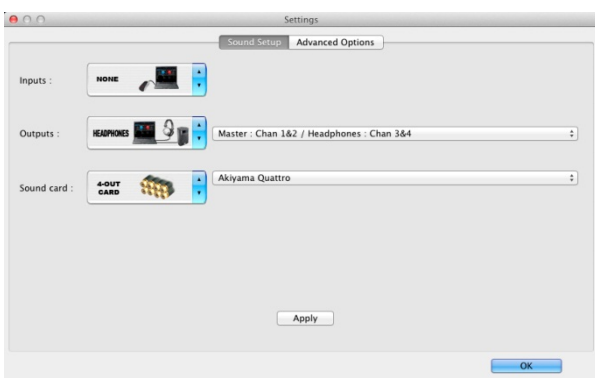 Settings
Sound Setup Advanced Options
Inputs :
NONE
Outputs :
HEADPHONES
Master : Chan 1&2 / Headphones : Chan 3&4
Sound card :
4-OUT
CARD
Akiyama Quattro
Apply
OK